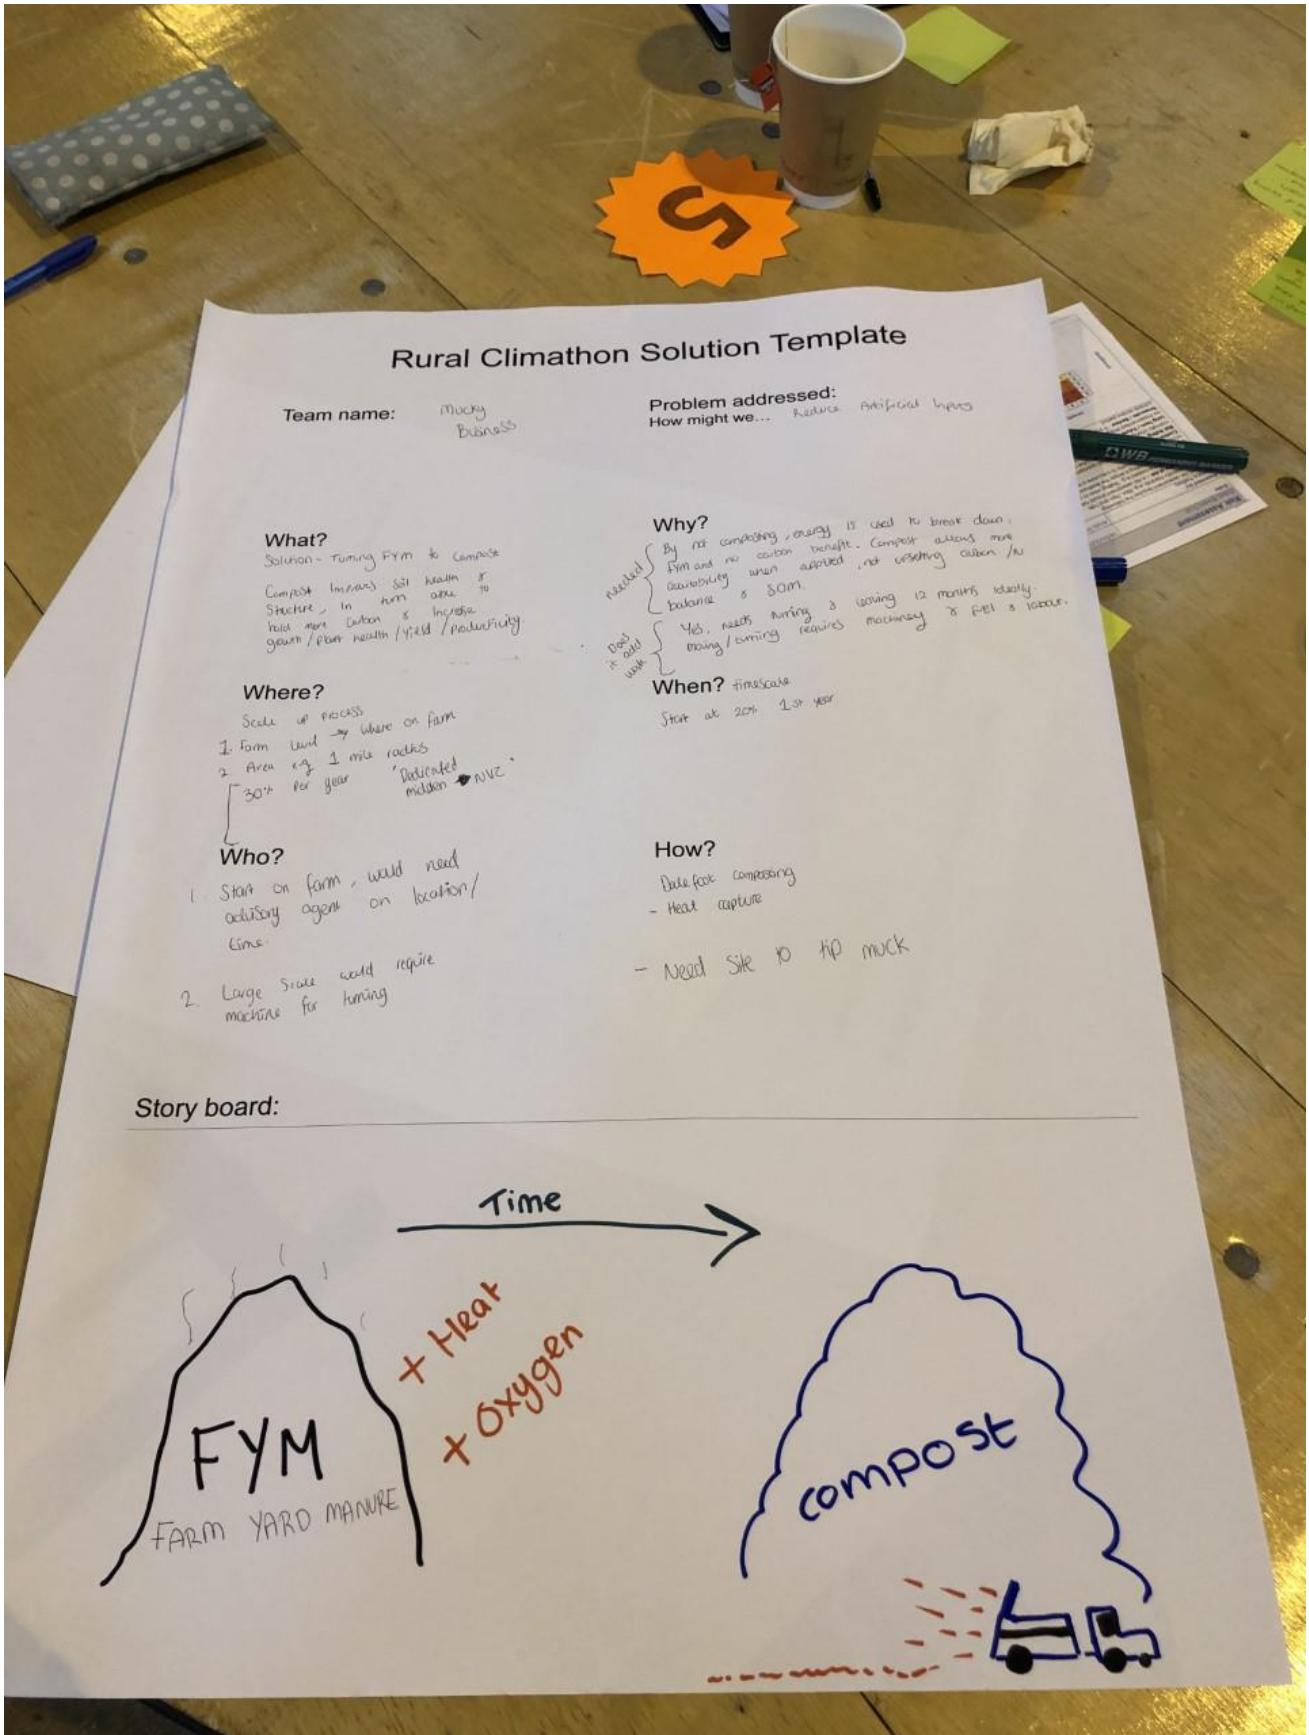 5
Rural Climathon Solution Template
Team name: Mucky
Business
Problem addressed:
How might we... Reduce Artificial Inputs
What?
Solution - Turning FYM to Compost
Compost Improves Soil health &
Structure, In turn able to
hold more Carbon & Increase
growth / Plant health / Yield / Productivity.
Why?
needed
By not composting, energy is used to break down
FYM and no carbon benefit. Compost allows more
availability when applied, not upsetting carbon / N
balance & SOM.
Does
it add
work
Yes, needs turning & leaving 12 months ideally.
moving / turning requires machinery & fuel & labour.
Where?
Scale up process
1. Farm level → where on farm
2 Area e.g 1 mile radius
30% per year "Dedicated
midden NVZ"
When? timescale
Start at 20% 1st year
Who?
1. Start on farm, would need
advisory agent on location/
time.
2. Large Scale would require
machine for turning
How?
Dalefoot composting
- Heat capture
- Need Site to tip muck
Story board:
Time
+ Heat
+ Oxygen
FYM
FARM YARD MANURE
compost
WB
Risk Assessment